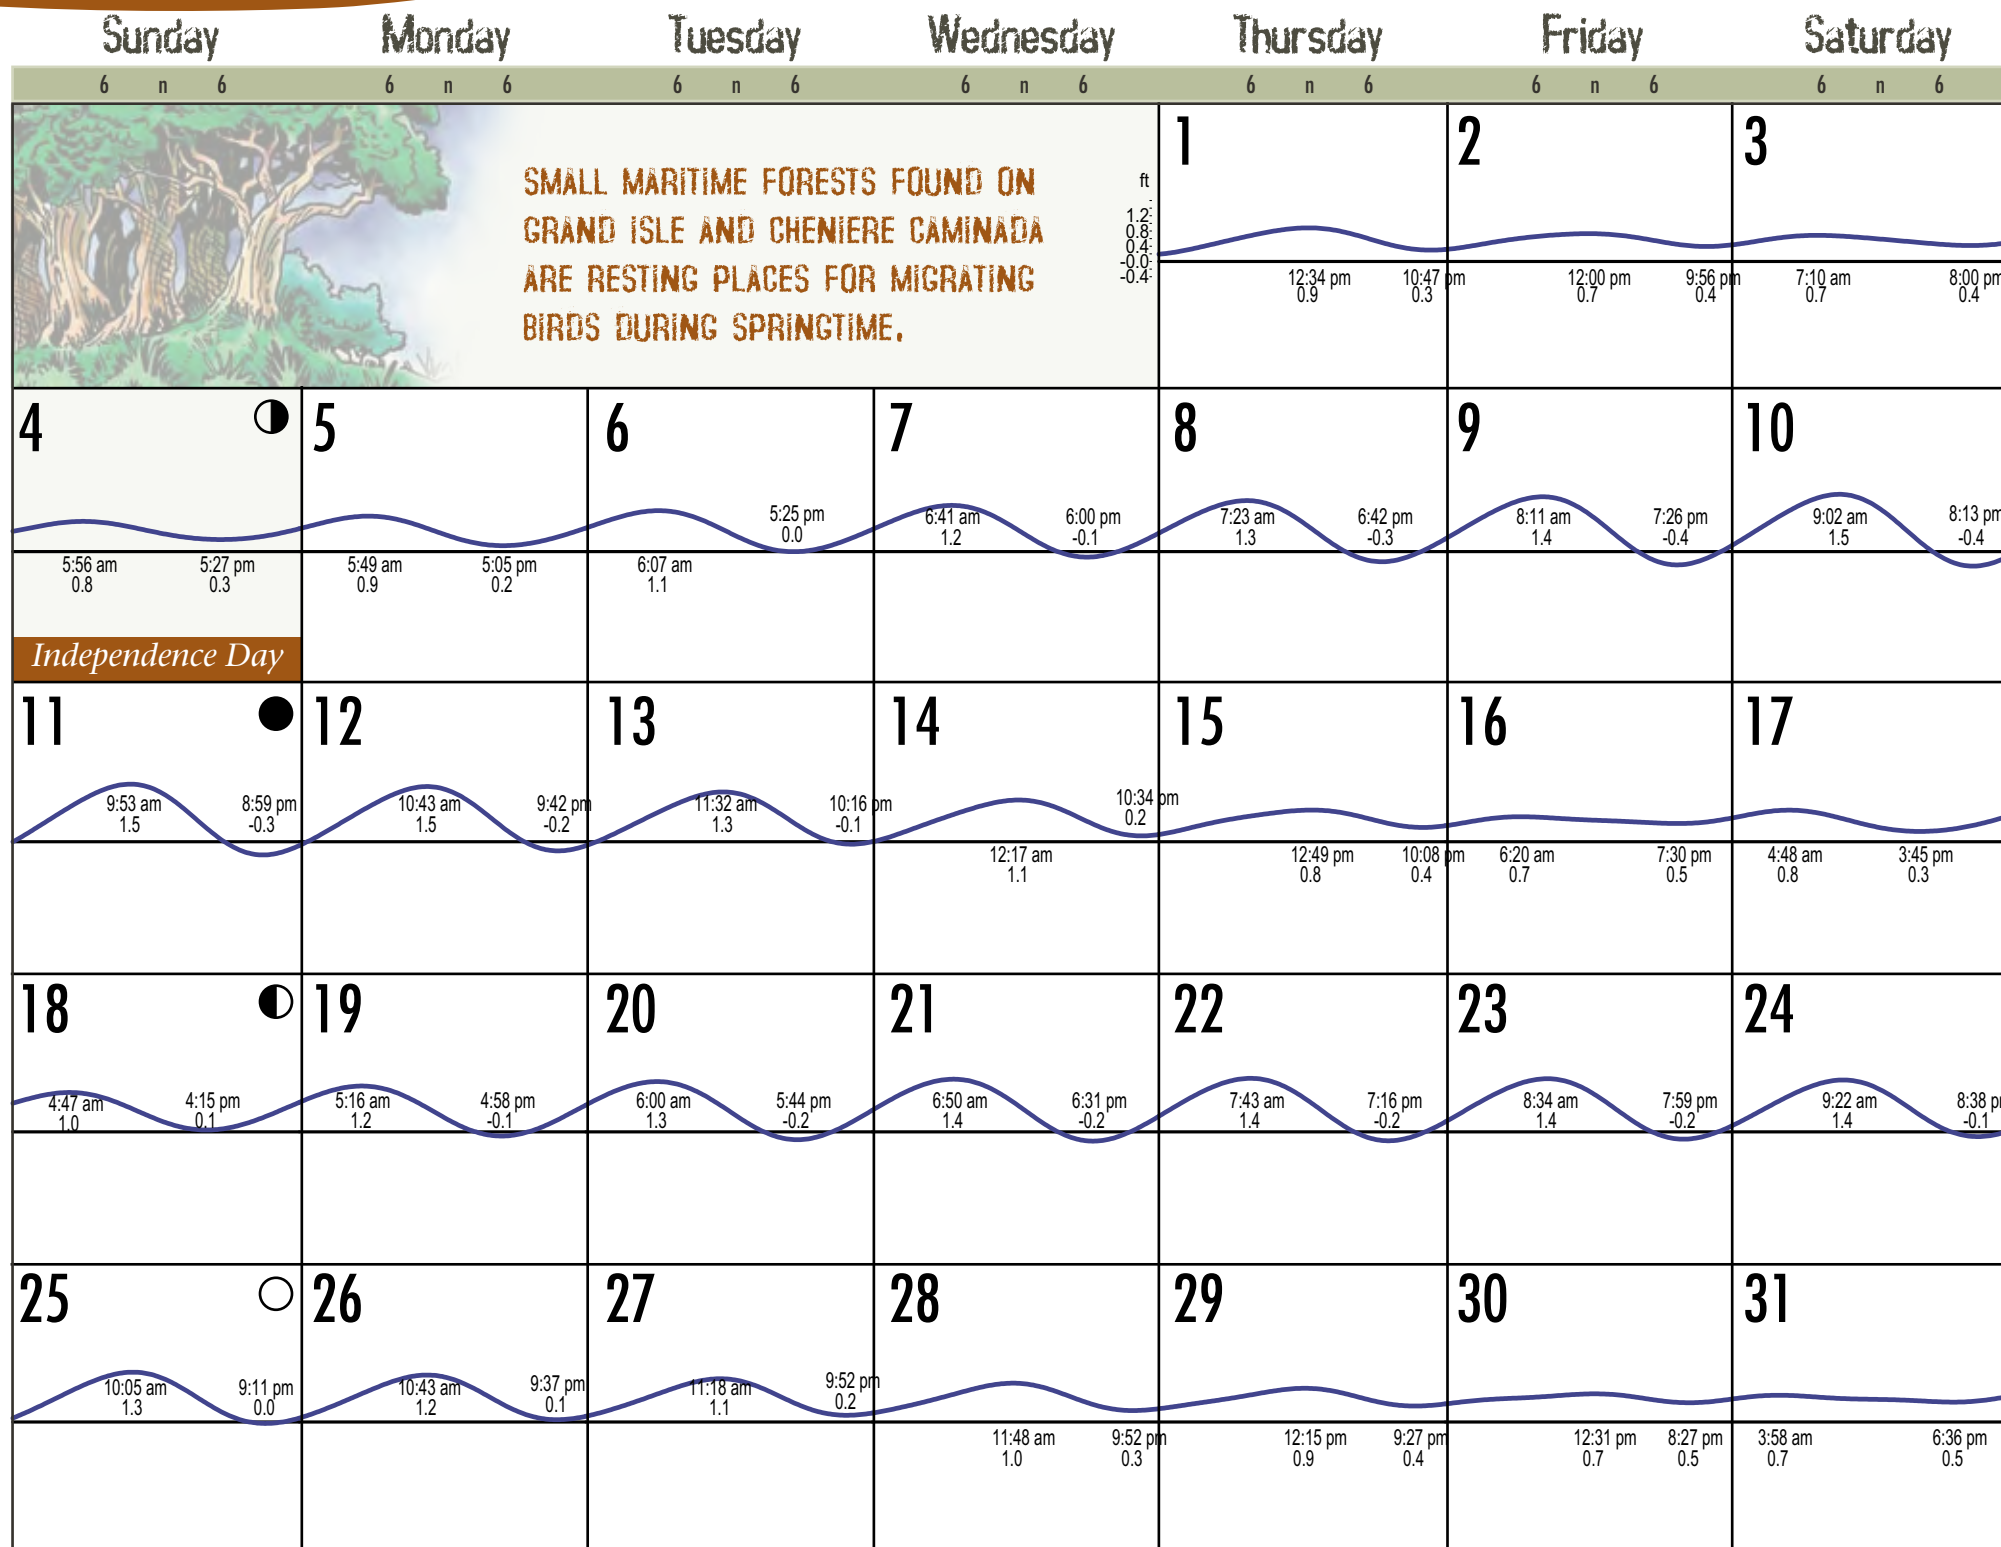 Sunday Monday Tuesday Wednesday Thursday Friday Saturday
6 n 6 6 n 6 6 n 6 6 n 6 6 n 6 6 n 6 6 n 6
SMALL MARITIME FORESTS FOUND ON
GRAND ISLE AND CHENIERE CAMINADA
ARE RESTING PLACES FOR MIGRATING
BIRDS DURING SPRINGTIME.
1 2 3
ft
1.2
0.8
0.4
-0.0
-0.4
12:34 pm 10:47 pm 12:00 pm 9:56 pm 7:10 am 8:00 pm
0.9 0.3 0.7 0.4 0.7 0.4
4 5 6 7 8 9 10
5:25 pm 6:41 am 6:00 pm 7:23 am 6:42 pm 8:11 am 7:26 pm 9:02 am 8:13 pm
0.0 1.2 -0.1 1.3 -0.3 1.4 -0.4 1.5 -0.4
5:56 am 5:27 pm 5:49 am 5:05 pm 6:07 am
0.8 0.3 0.9 0.2 1.1
Independence Day
11 12 13 14 15 16 17
9:53 am 8:59 pm 10:43 am 9:42 pm 11:32 am 10:16 pm 10:34 pm
1.5 -0.3 1.5 -0.2 1.3 -0.1 0.2
12:17 am 12:49 pm 10:08 pm 6:20 am 7:30 pm 4:48 am 3:45 pm
1.1 0.8 0.4 0.7 0.5 0.8 0.3
18 19 20 21 22 23 24
4:47 am 4:15 pm 5:16 am 4:58 pm 6:00 am 5:44 pm 6:50 am 6:31 pm 7:43 am 7:16 pm 8:34 am 7:59 pm 9:22 am 8:38 p
1.0 0.1 1.2 -0.1 1.3 -0.2 1.4 -0.2 1.4 -0.2 1.4 -0.2 1.4 -0.1
25 26 27 28 29 30 31
10:05 am 9:11 pm 10:43 am 9:37 pm 11:18 am 9:52 pm
1.3 0.0 1.2 0.1 1.1 0.2
11:48 am 9:52 pm 12:15 pm 9:27 pm 12:31 pm 8:27 pm 3:58 am 6:36 pm
1.0 0.3 0.9 0.4 0.7 0.5 0.7 0.5